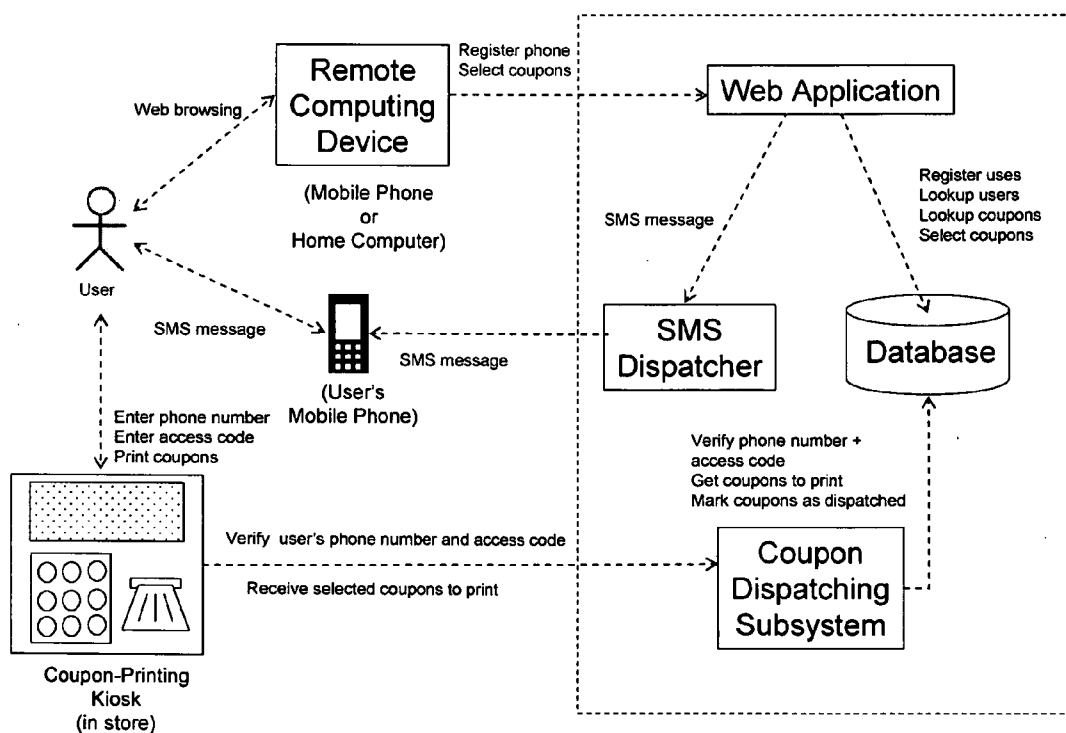 Remote
Computing
Device
Register phone
Select coupons
Web Application
Web browsing
(Mobile Phone
or
Home Computer)
Register uses
Lookup users
Lookup coupons
Select coupons
SMS message
User
SMS message
SMS message
SMS
Dispatcher
Database
(User's
Mobile Phone)
Enter phone number
Enter access code
Print coupons
Verify phone number +
access code
Get coupons to print
Mark coupons as dispatched
Verify user's phone number and access code
Receive selected coupons to print
Coupon
Dispatching
Subsystem
Coupon-Printing
Kiosk
(in store)